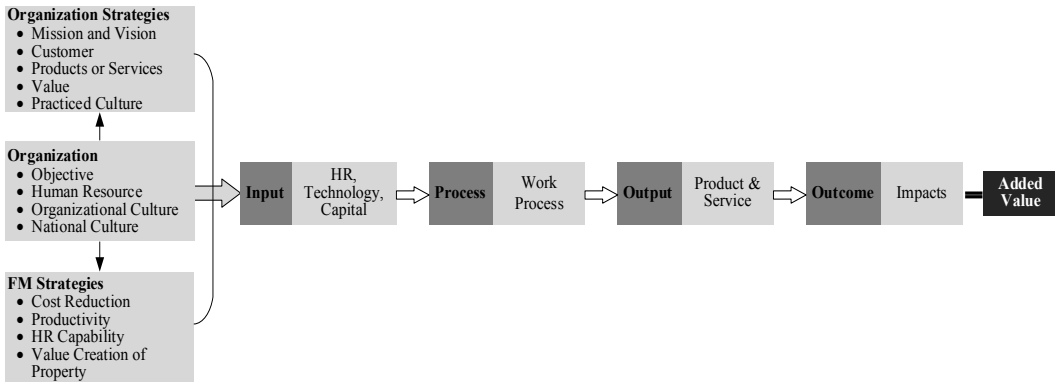 Organization Strategies
• Mission and Vision
• Customer
• Products or Services
• Value
• Practiced Culture
Organization
• Objective
• Human Resource
• Organizational Culture
• National Culture
FM Strategies
• Cost Reduction
• Productivity
• HR Capability
• Value Creation of
Property
Input
HR,
Technology,
Capital
Process
Work
Process
Output
Product &
Service
Outcome
Impacts
Added
Value